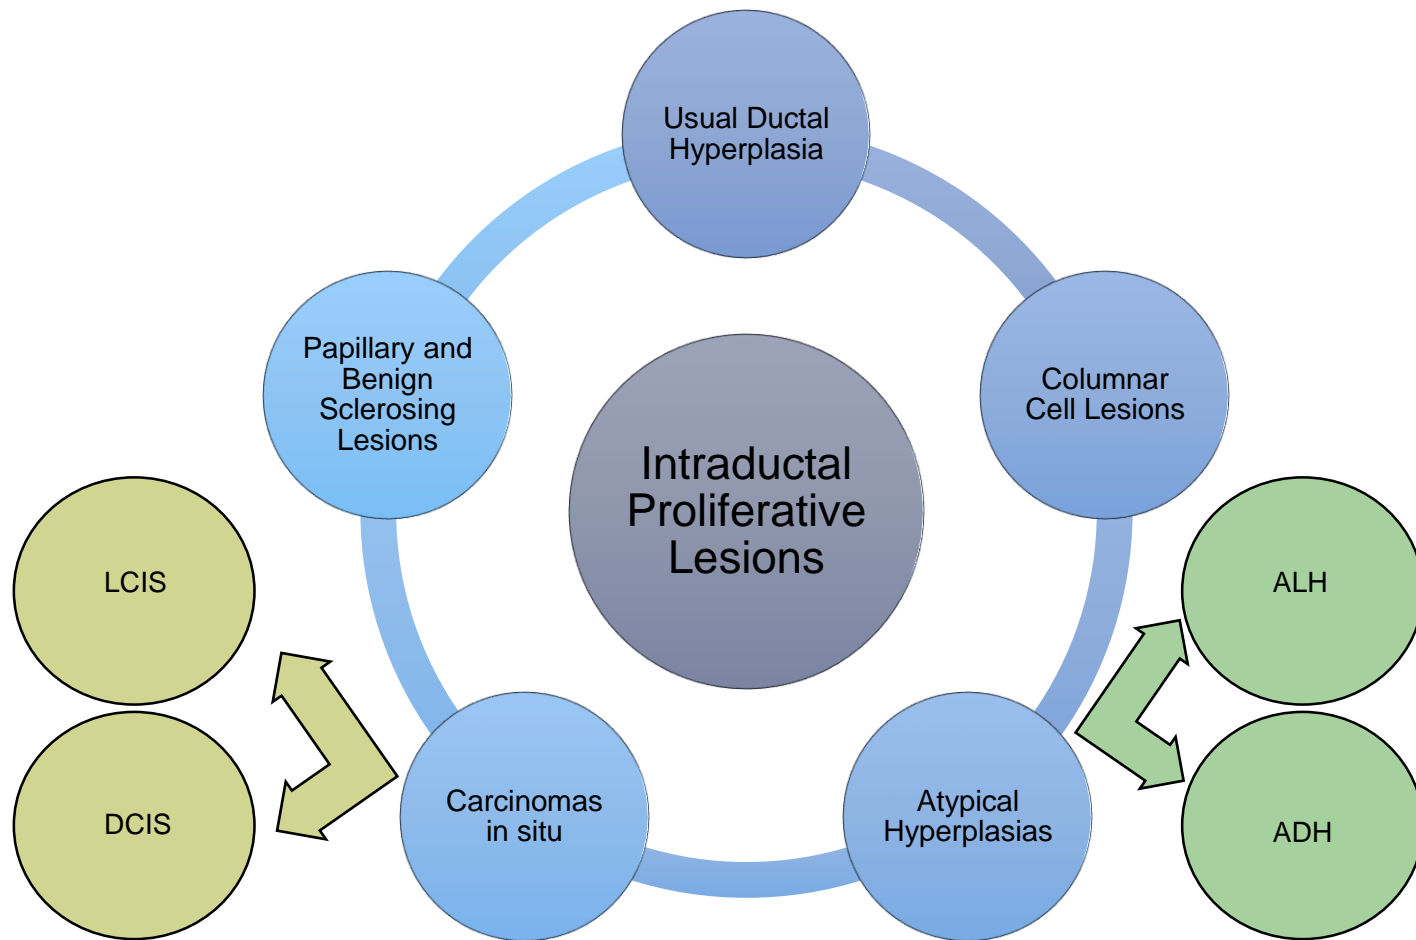 Usual Ductal
Hyperplasia
Papillary and
Benign
Sclerosing
Lesions
Columnar
Cell Lesions
Intraductal
Proliferative
Lesions
LCIS
ALH
DCIS
Carcinomas
in situ
Atypical
Hyperplasias
ADH